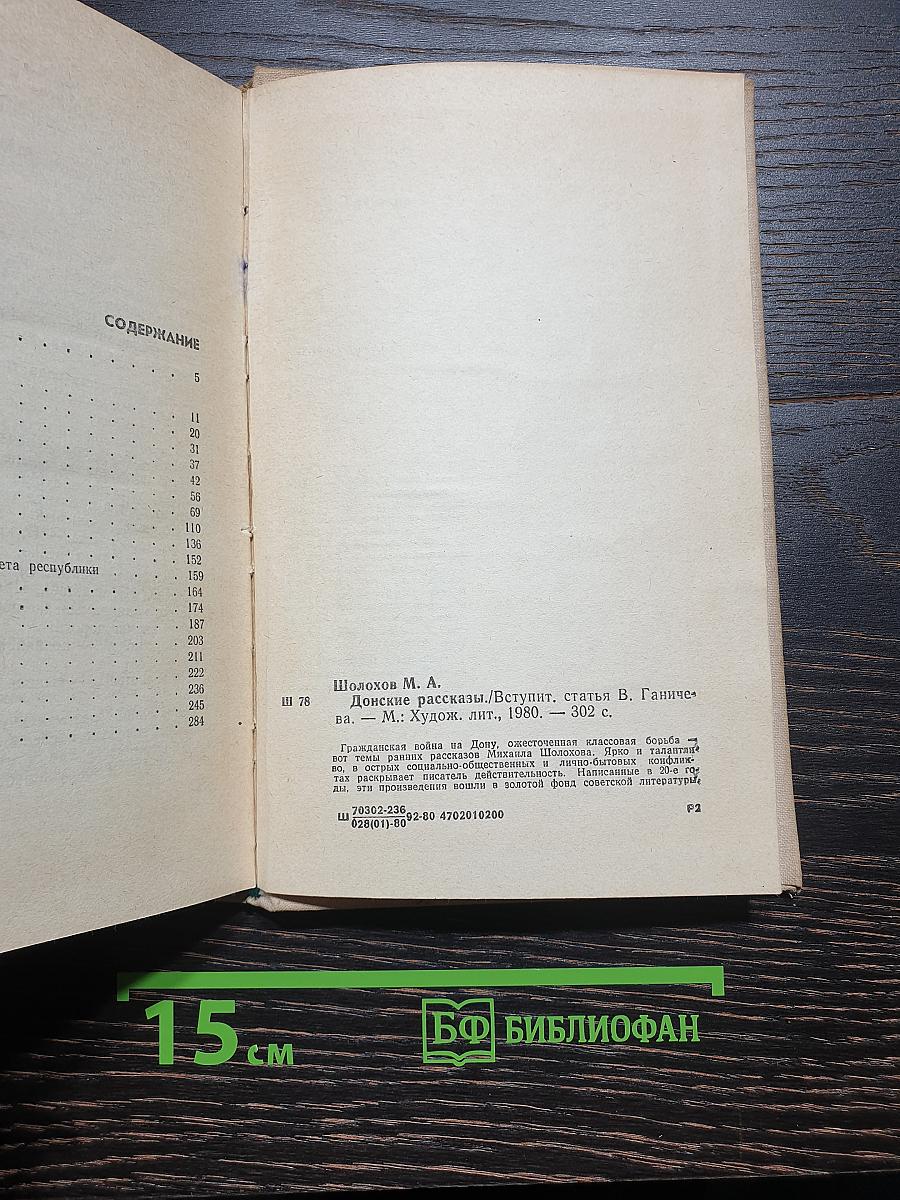 СОДЕРЖАНИЕ
5
11
20
31
37
42
56
69
110
136
152
ета республики 159
164
174
187
203
211
222
236
245
284
Шолохов М. А.
Ш 78 Донские рассказы./Вступит. статья В. Ганиче-
ва. — М.: Худож. лит., 1980. — 302 с.
Гражданская война на Дону, ожесточенная классовая борьба —
вот темы ранних рассказов Михаила Шолохова. Ярко и талантли-
во, в острых социально-общественных и лично-бытовых конфлик-
тах раскрывает писатель действительность. Написанные в 20-е го-
ды, эти произведения вошли в золотой фонд советской литературы.
Ш 70302-236
028(01)-80 92-80 4702010200 Р2
15 см
БФ БИБЛИОФАН